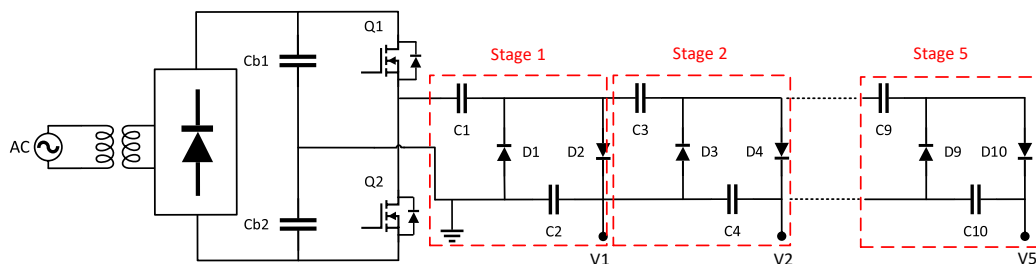 Q1
Stage 1
Stage 2
Stage 5
Cb1
C1
C3
C9
AC
D1
D2
D3
D4
D9
D10
Q2
Cb2
C2
C4
C10
V1
V2
V5